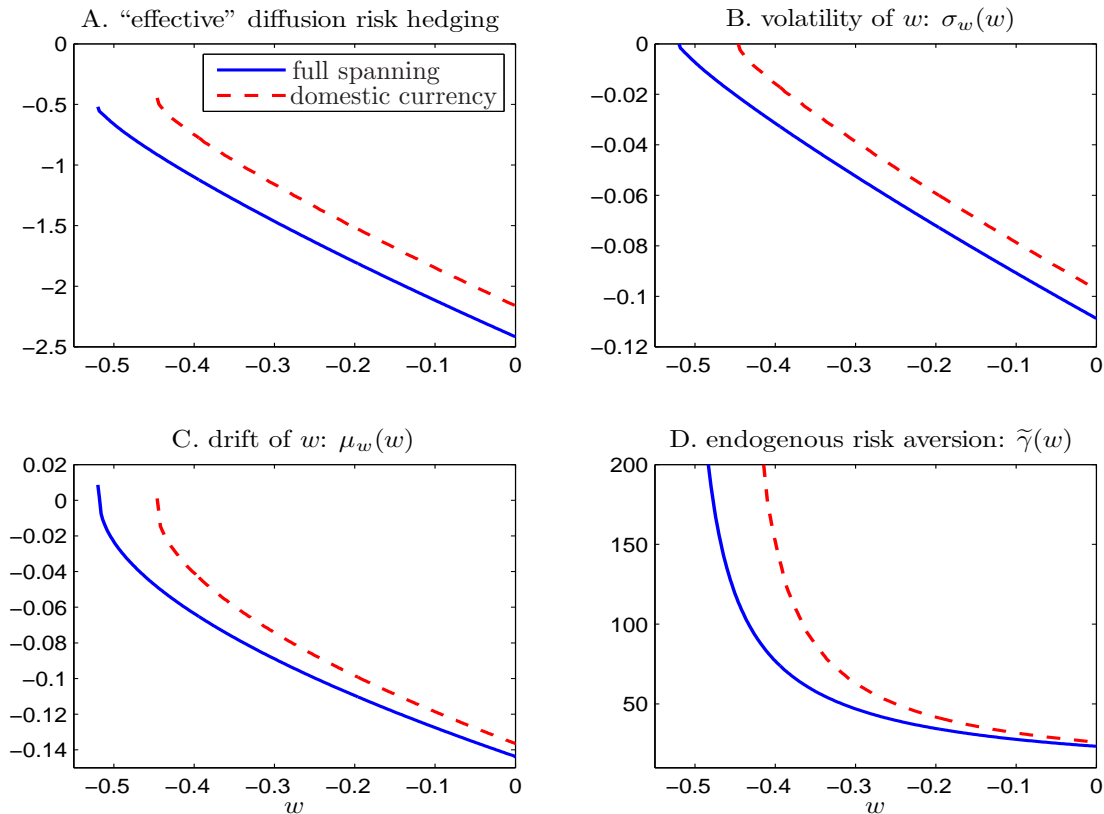 A. “effective” diffusion risk hedging
0
−0.5
−1
−1.5
−2
−2.5
−0.5 −0.4 −0.3 −0.2 −0.1 0
full spanning
domestic currency
B. volatility of w: σw(w)
0
−0.02
−0.04
−0.06
−0.08
−0.1
−0.12
−0.5 −0.4 −0.3 −0.2 −0.1 0
C. drift of w: μw(w)
0.02
0
−0.02
−0.04
−0.06
−0.08
−0.1
−0.12
−0.14
−0.5 −0.4 −0.3 −0.2 −0.1 0
w
D. endogenous risk aversion: γ̃(w)
200
150
100
50
−0.5 −0.4 −0.3 −0.2 −0.1 0
w